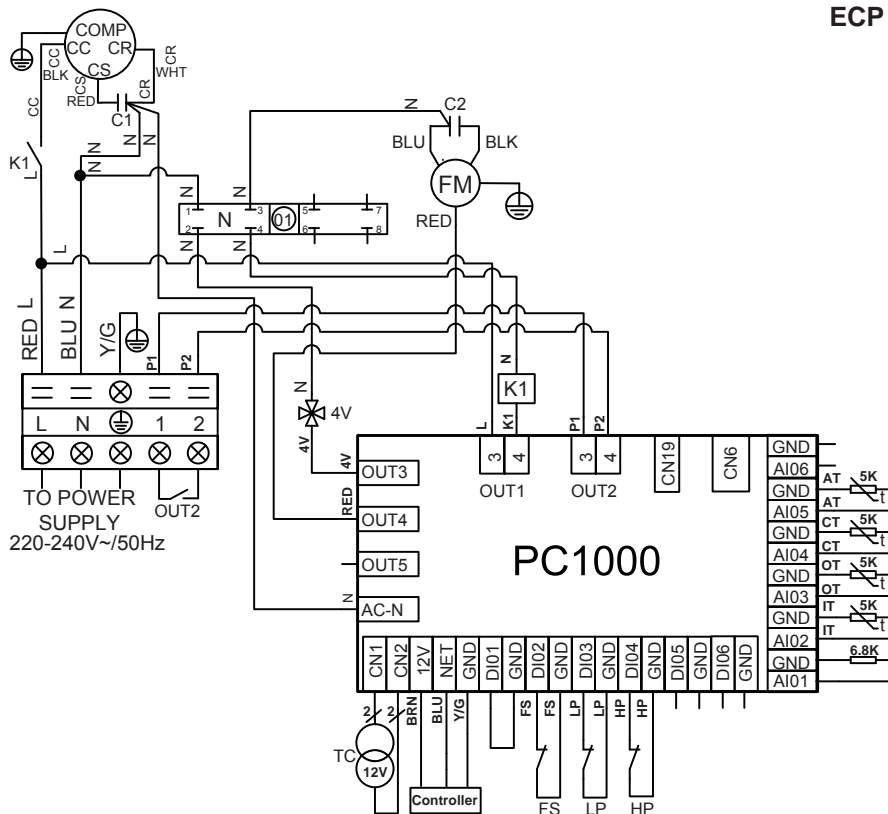 ECP
COMP
CC CR
CS
CC
BLK
CS
RED
CR
WHT
CR
C1
CC
N
N
N
N
K1
L
N
C2
BLU
BLK
FM
RED
N
N
1 3 5 7
N 01
2 4 6 8
N
N
L
RED L
BLU N
Y/G
P1
P2
L N 1 2
TO POWER
SUPPLY
220-240V~/50Hz
OUT2
N
4V
4V
4V
RED
N
L
N
K1
K1
P1
P2
3 4
OUT1
3 4
OUT2
CN19
CN6
OUT3
OUT4
OUT5
AC-N
PC1000
GND
AI06
GND AT 5K t
AI05 AT
GND CT 5K t
AI04 CT
GND OT 5K t
AI03 OT
GND IT 5K t
AI02 IT
GND 6.8K
AI01
CN1 CN2 12V NET GND DI01 GND DI02 GND DI03 GND DI04 GND DI05 GND DI06 GND
2 2 BRN BLU Y/G FS FS LP LP HP HP
TC
12V
Controller
FS LP HP